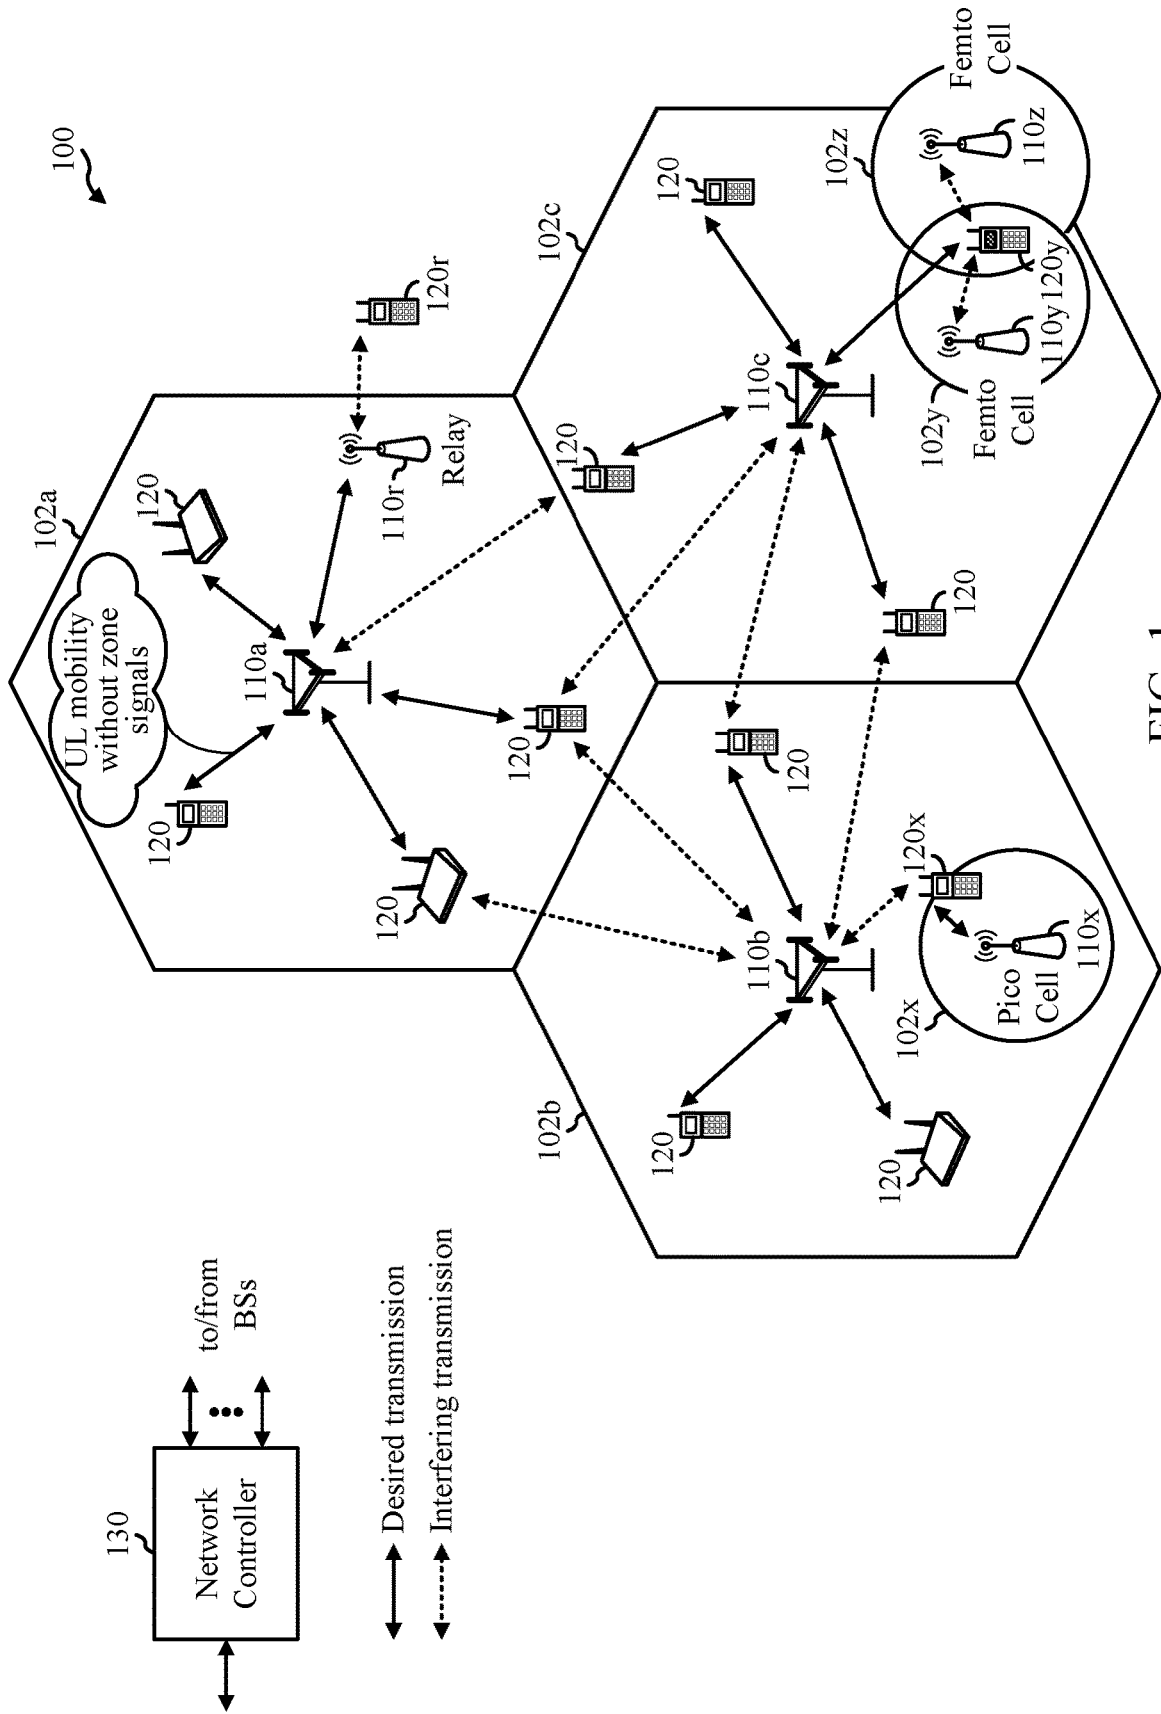 100
130
Network
Controller
to/from
BSs
Desired transmission
Interfering transmission
102a
UL mobility
without zone
signals
120
120
110a
120
110r
Relay
120r
120
120
102b
102c
120
120
110b
120
110c
120
120
102x
Pico
Cell
110x
120x
120
102y
Femto
Cell
110y
120y
102z
110z
Femto
Cell
FIG. 1